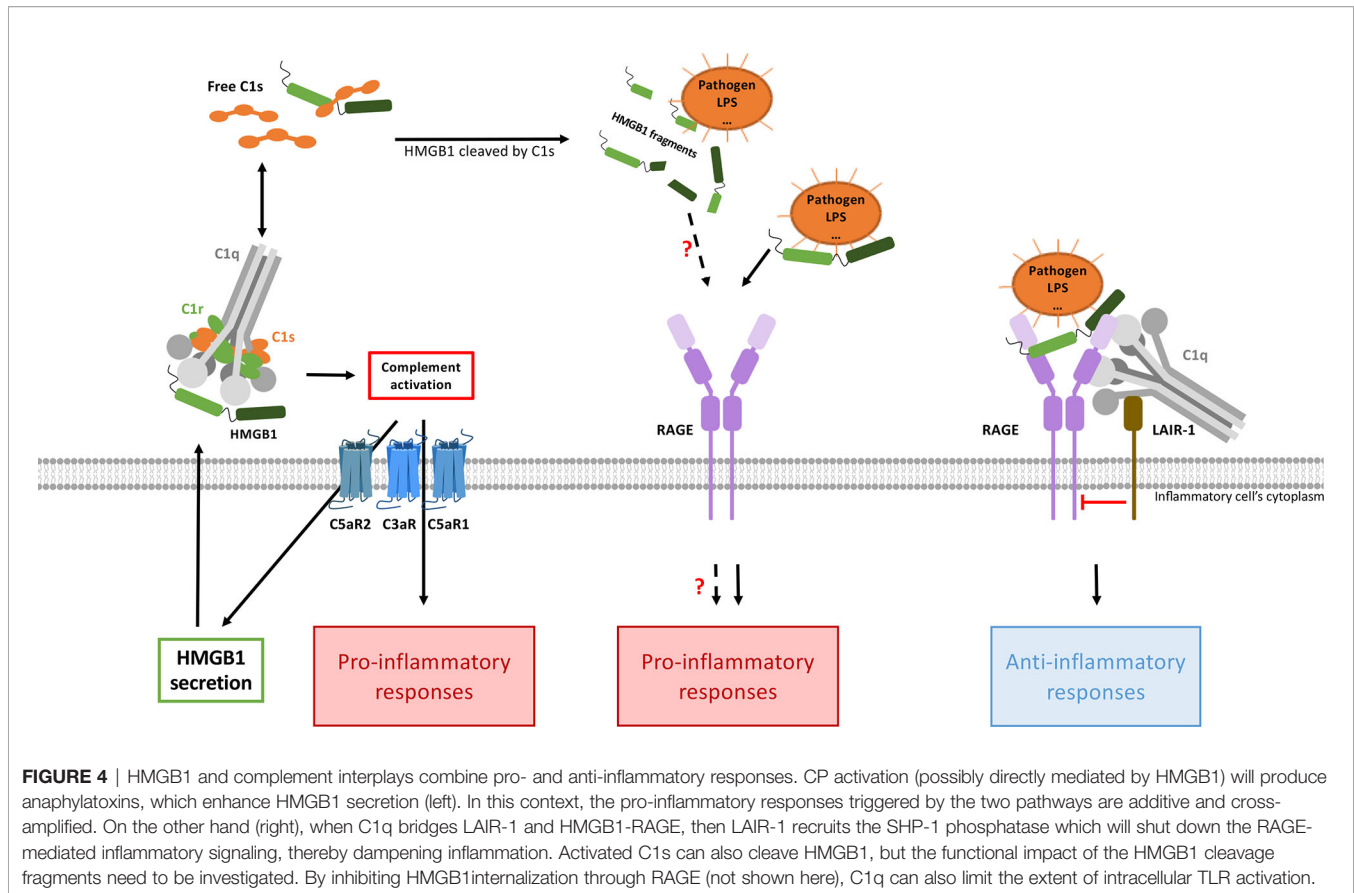 Free C1s
Pathogen
LPS
...
HMGB1 cleaved by C1s
HMGB1 fragments
Pathogen
LPS
...
?
C1q
C1r
C1s
HMGB1
Complement
activation
Pathogen
LPS
...
C1q
RAGE
RAGE
LAIR-1
Inflammatory cell's cytoplasm
C5aR2
C3aR
C5aR1
?
HMGB1
secretion
Pro-inflammatory
responses
Pro-inflammatory
responses
Anti-inflammatory
responses
FIGURE 4 | HMGB1 and complement interplays combine pro- and anti-inflammatory responses. CP activation (possibly directly mediated by HMGB1) will produce
anaphylatoxins, which enhance HMGB1 secretion (left). In this context, the pro-inflammatory responses triggered by the two pathways are additive and cross-
amplified. On the other hand (right), when C1q bridges LAIR-1 and HMGB1-RAGE, then LAIR-1 recruits the SHP-1 phosphatase which will shut down the RAGE-
mediated inflammatory signaling, thereby dampening inflammation. Activated C1s can also cleave HMGB1, but the functional impact of the HMGB1 cleavage
fragments need to be investigated. By inhibiting HMGB1internalization through RAGE (not shown here), C1q can also limit the extent of intracellular TLR activation.